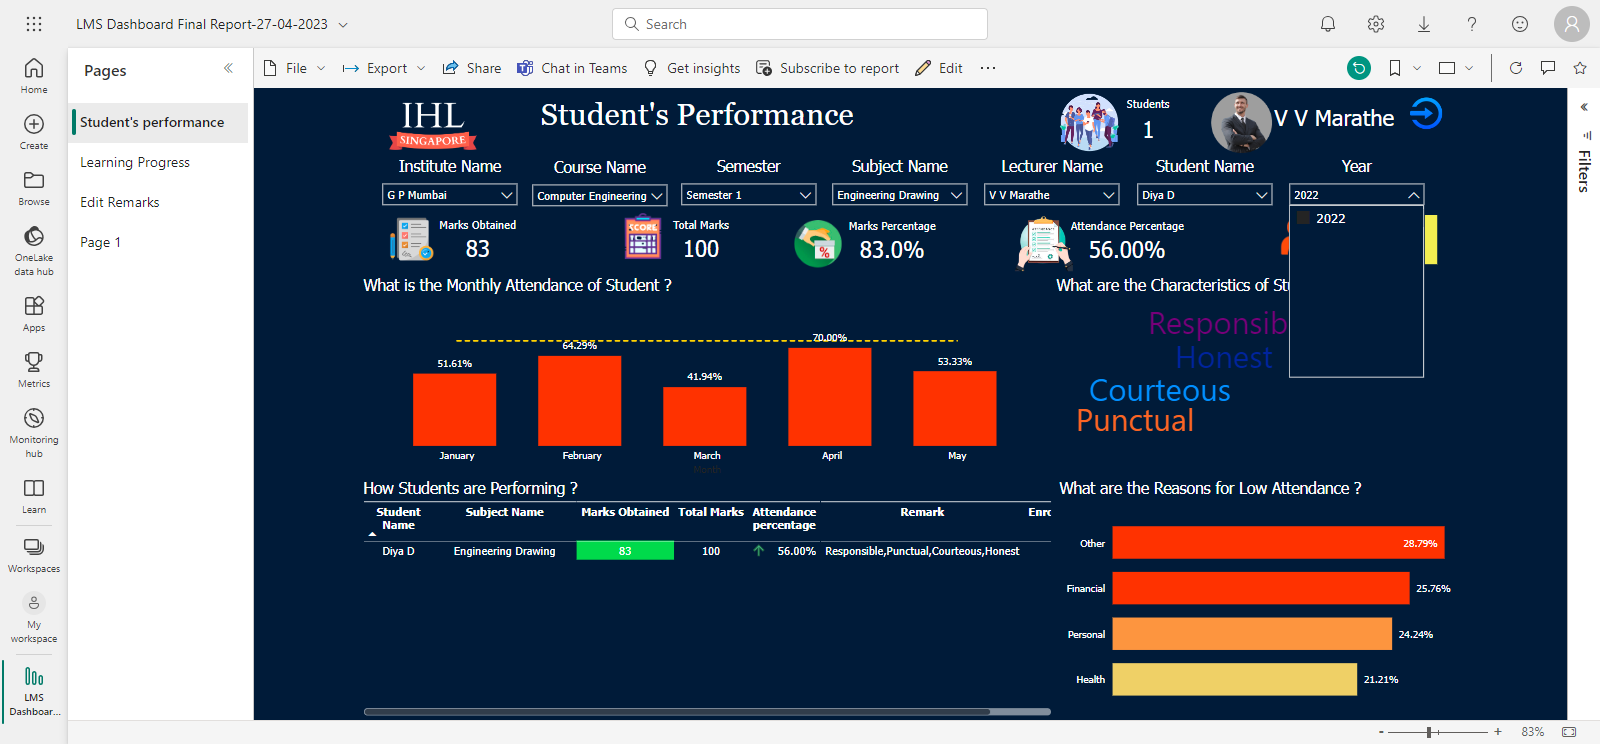 LMS Dashboard Final Report-27-04-2023
Search
Home
Create
Browse
OneLake
data hub
Apps
Metrics
Monitoring
hub
Learn
Workspaces
My
workspace
LMS
Dashboar...
Pages
Student's performance
Learning Progress
Edit Remarks
Page 1
File
Export
Share
Chat in Teams
Get insights
Subscribe to report
Edit
IHL
SINGAPORE
Student's Performance
Students
1
V V Marathe
Institute Name
Course Name
Semester
Subject Name
Lecturer Name
Student Name
Year
G P Mumbai
Computer Engineering
Semester 1
Engineering Drawing
V V Marathe
Diya D
2022
2022
Marks Obtained
83
SCORE
Total Marks
100
%
Marks Percentage
83.0%
Attendance Percentage
56.00%
What is the Monthly Attendance of Student ?
51.61%
64.29%
41.94%
70.00%
53.33%
January
February
March
April
May
Month
What are the Characteristics of St
Responsib
Honest
Courteous
Punctual
How Students are Performing ?
Student Name
Subject Name
Marks Obtained
Total Marks
Attendance percentage
Remark
Enro
Diya D
Engineering Drawing
83
100
56.00%
Responsible,Punctual,Courteous,Honest
What are the Reasons for Low Attendance ?
Other
28.79%
Financial
25.76%
Personal
24.24%
Health
21.21%
Filters
- + 83%